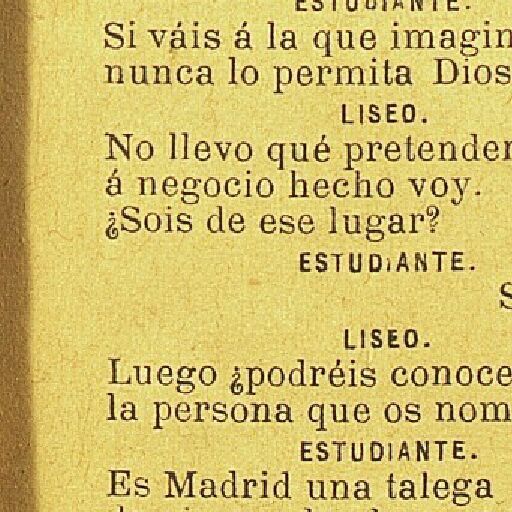 ESTUDIANTE.
Si váis á la que imagin
nunca lo permita Dios
LISEO.
No llevo qué pretender
á negocio hecho voy.
¿Sois de ese lugar?
ESTUDIANTE.
S
LISEO.
Luego ¿podréis conoce
la persona que os nom
ESTUDIANTE.
Es Madrid una talega